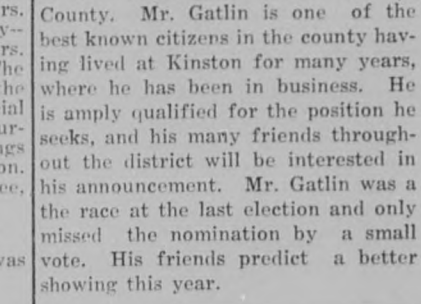 County. Mr. Gatlin is one of the
best known citizens in the county hav-
ing lived at Kinston for many years,
where he has been in business. He
is amply qualified for the position he
seeks, and his many friends through-
out the district will be interested in
his announcement. Mr. Gatlin was a
the race at the last election and only
missed the nomination by a small
vote. His friends predict a better
showing this year.